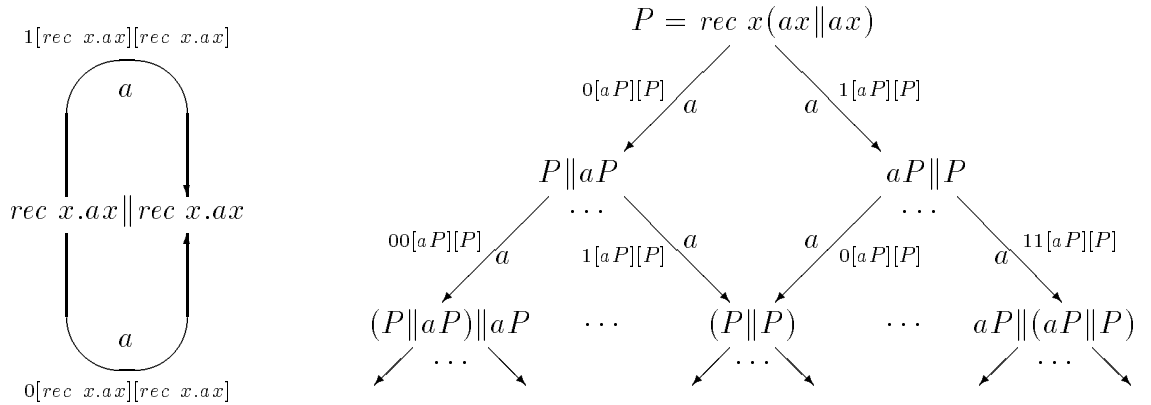 1[rec x.ax][rec x.ax]
a
rec x.ax‖rec x.ax
a
0[rec x.ax][rec x.ax]
P = rec x(ax‖ax)
0[aP][P] a a 1[aP][P]
P‖aP aP‖P
... ...
00[aP][P] a 1[aP][P] a a 0[aP][P] a 11[aP][P]
(P‖aP)‖aP ... (P‖P) ... aP‖(aP‖P)
... ... ...